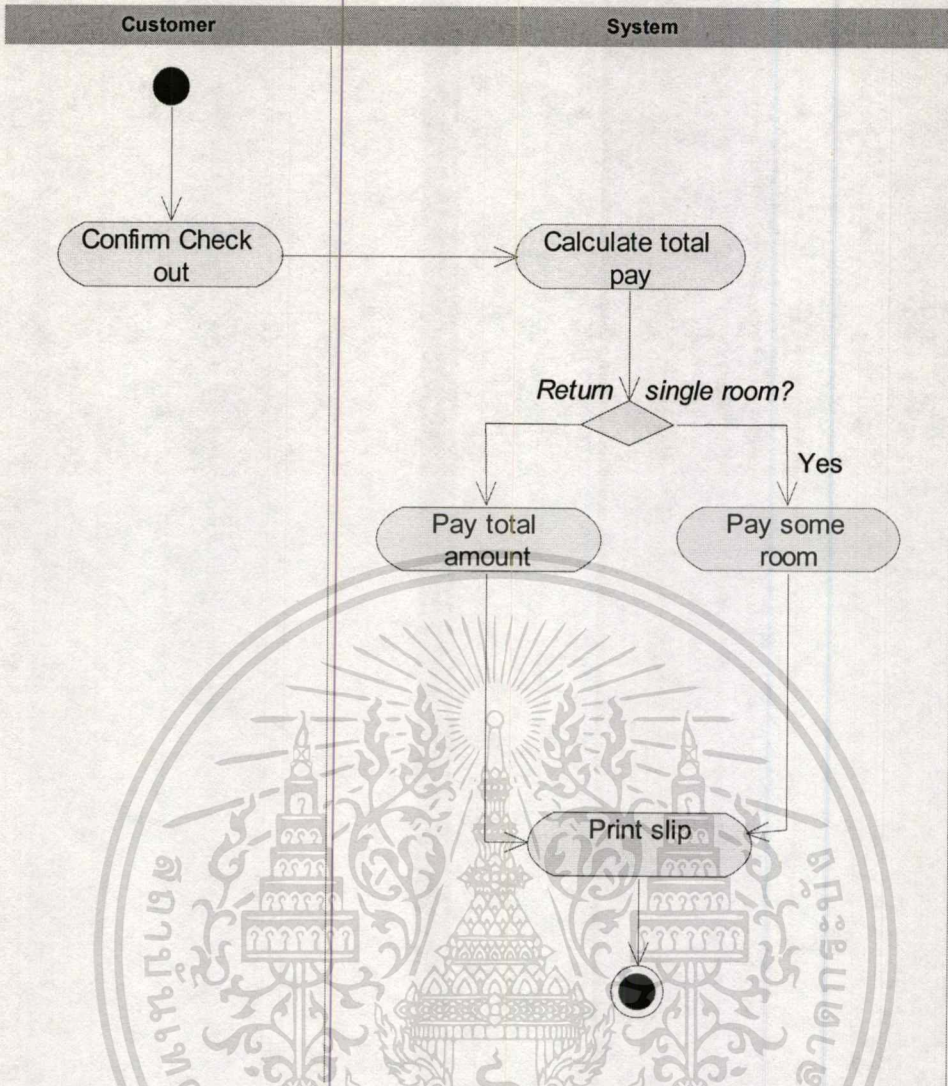 Customer
System
Confirm Check
out
Calculate total
pay
Return single room?
Yes
Pay total
amount
Pay some
room
Print slip